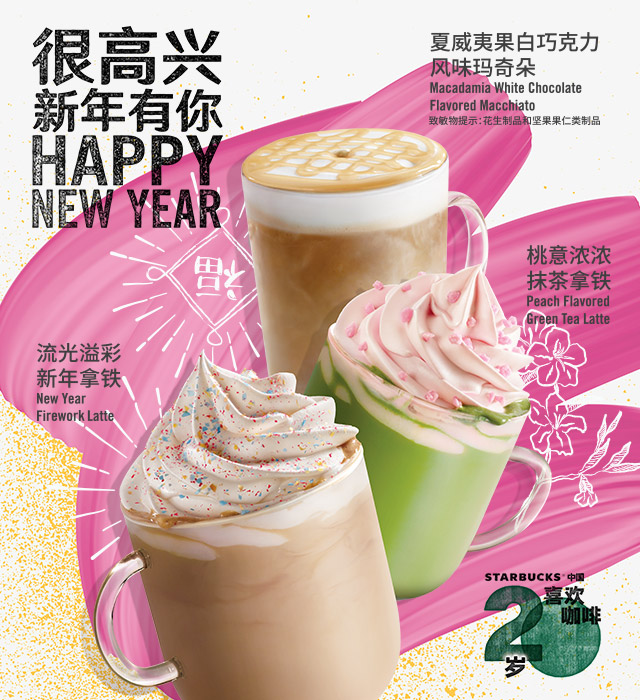 很高兴
新年有你
HAPPY
NEW YEAR
夏威夷果白巧克力
风味玛奇朵
Macadamia White Chocolate
Flavored Macchiato
致敏物提示:花生制品和坚果果仁类制品
福
桃意浓浓
抹茶拿铁
Peach Flavored
Green Tea Latte
流光溢彩
新年拿铁
New Year
Firework Latte
STARBUCKS® 中国
喜欢
咖啡
20
岁